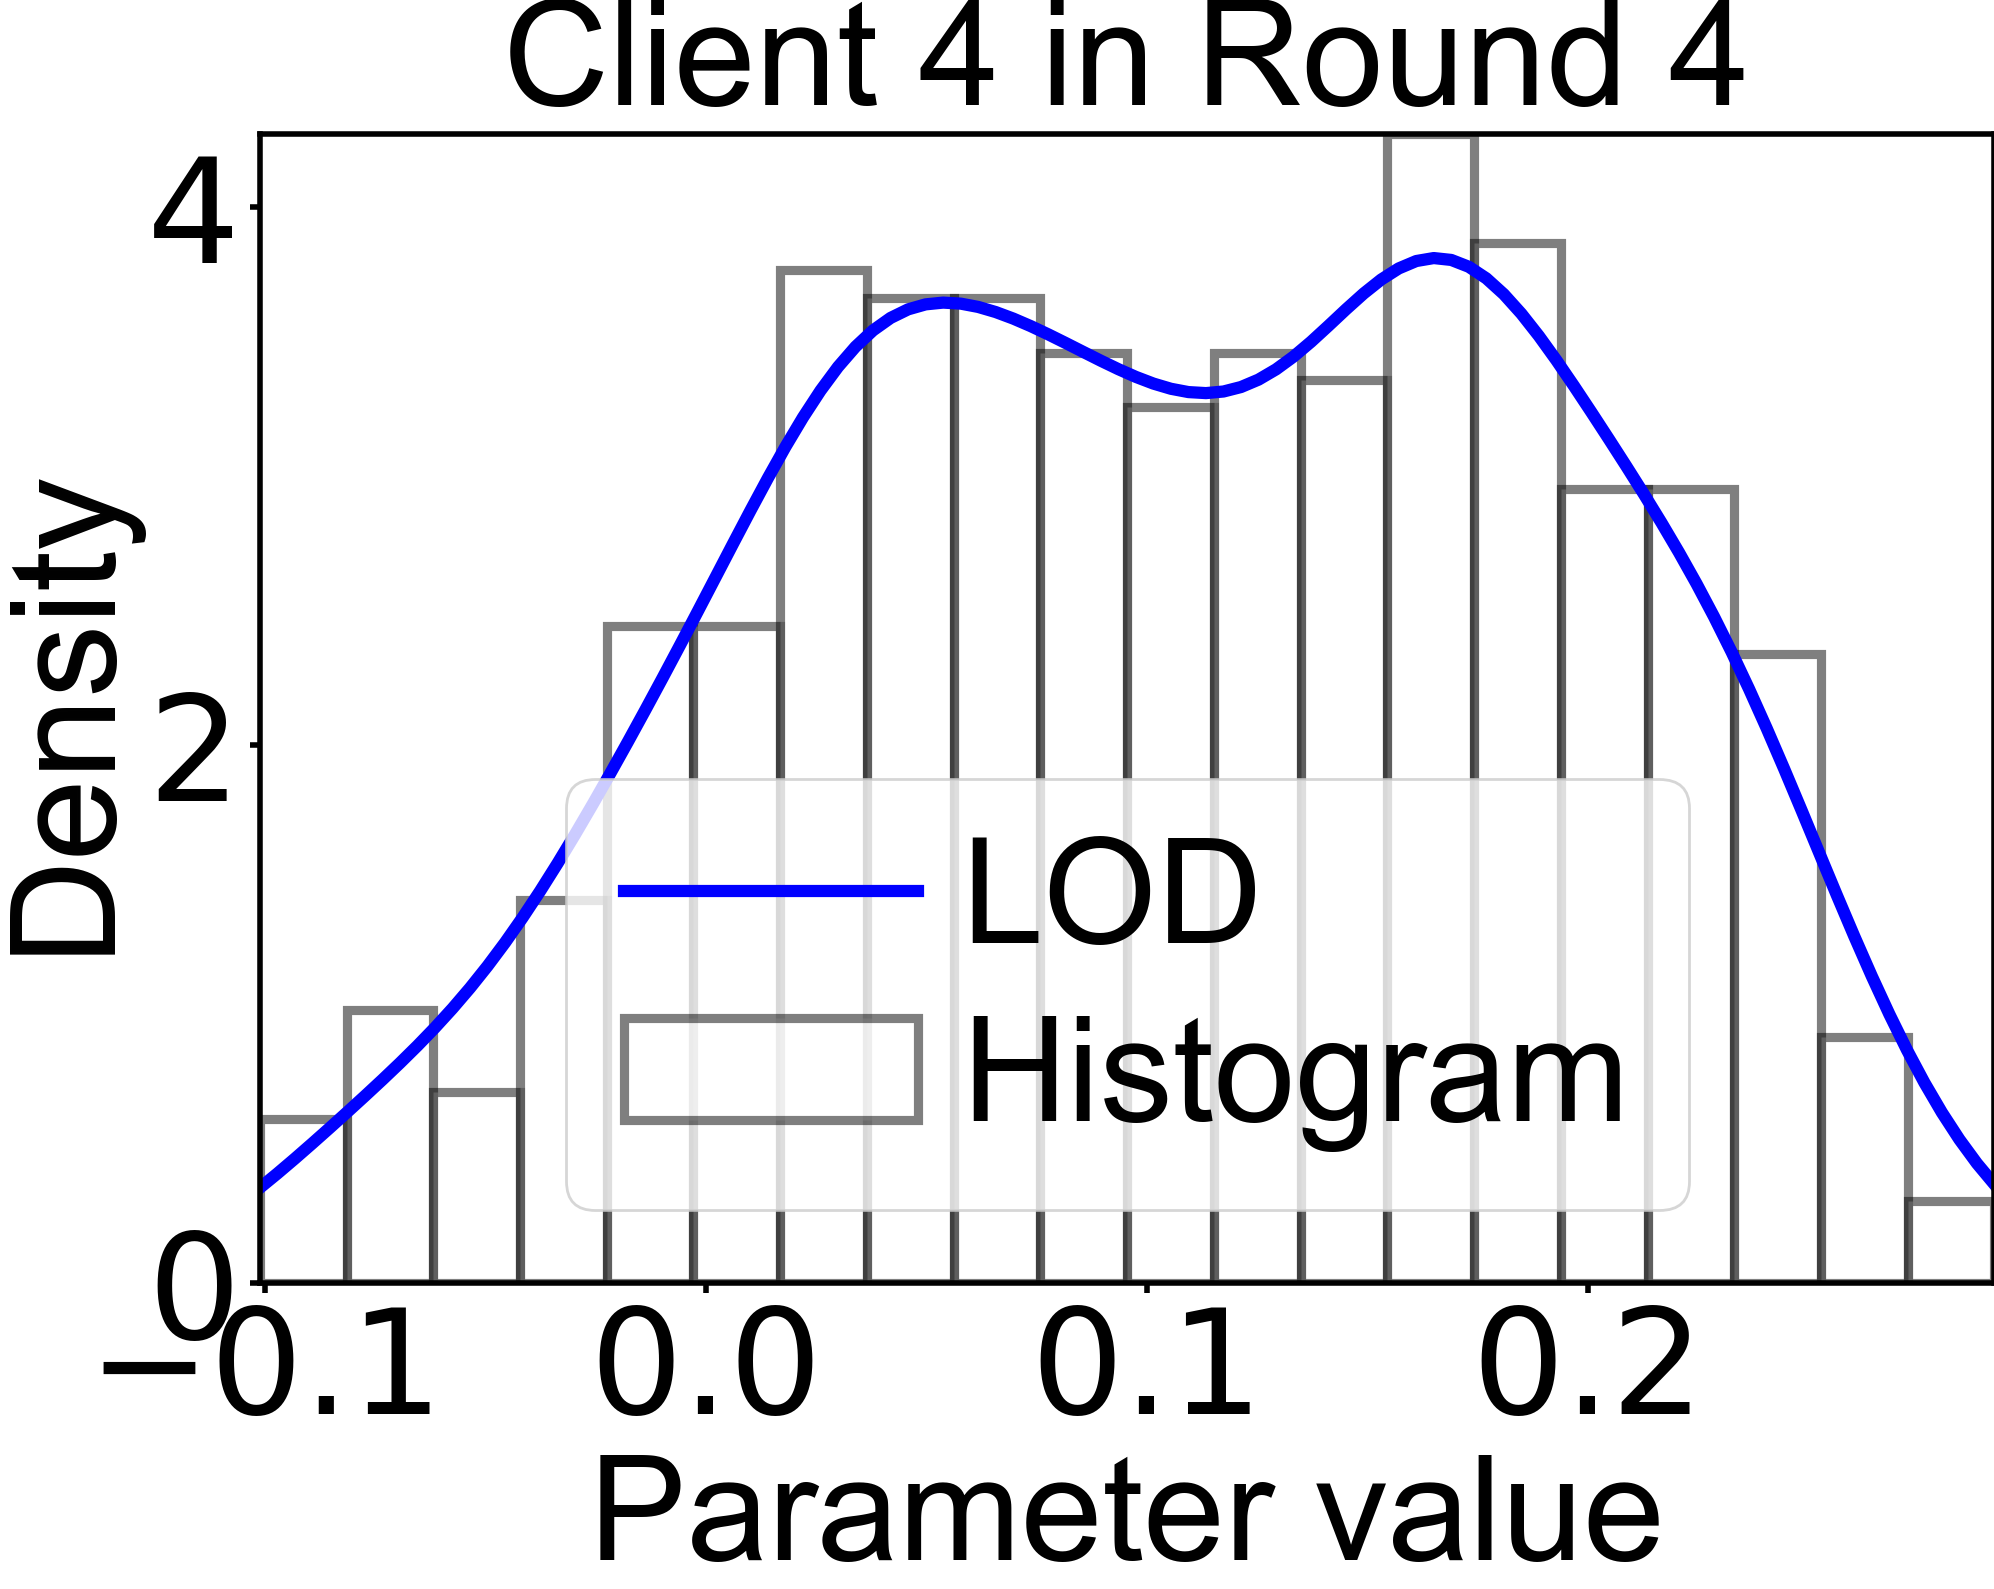 Client 4 in Round 4
Density
4
2
0
LOD
Histogram
−0.1
0.0
0.1
0.2
Parameter value